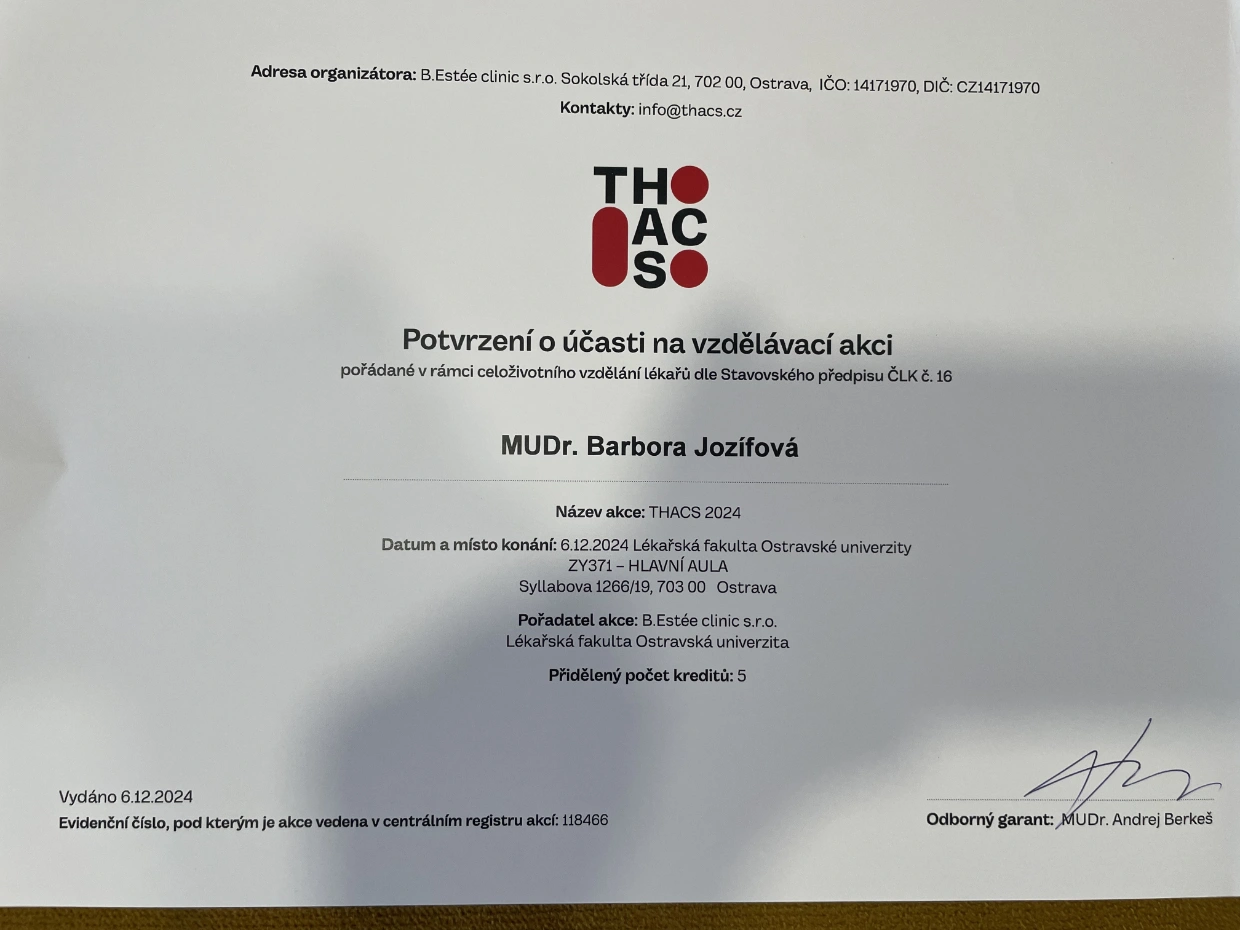 Adresa organizátora: B.Estée clinic s.r.o. Sokolská třída 21, 702 00, Ostrava, IČO: 14171970, DIČ: CZ14171970
Kontakty: info@thacs.cz
TH
AC
S
Potvrzení o účasti na vzdělávací akci
pořádané v rámci celoživotního vzdělání lékařů dle Stavovského předpisu ČLK č. 16
MUDr. Barbora Jozífová
Název akce: THACS 2024
Datum a místo konání: 6.12.2024 Lékařská fakulta Ostravské univerzity
ZY371 – HLAVNÍ AULA
Syllabova 1266/19, 703 00 Ostrava
Pořadatel akce: B.Estée clinic s.r.o.
Lékařská fakulta Ostravská univerzita
Přidělený počet kreditů: 5
Vydáno 6.12.2024
Evidenční číslo, pod kterým je akce vedena v centrálním registru akcí: 118466
Odborný garant: MUDr. Andrej Berkeš